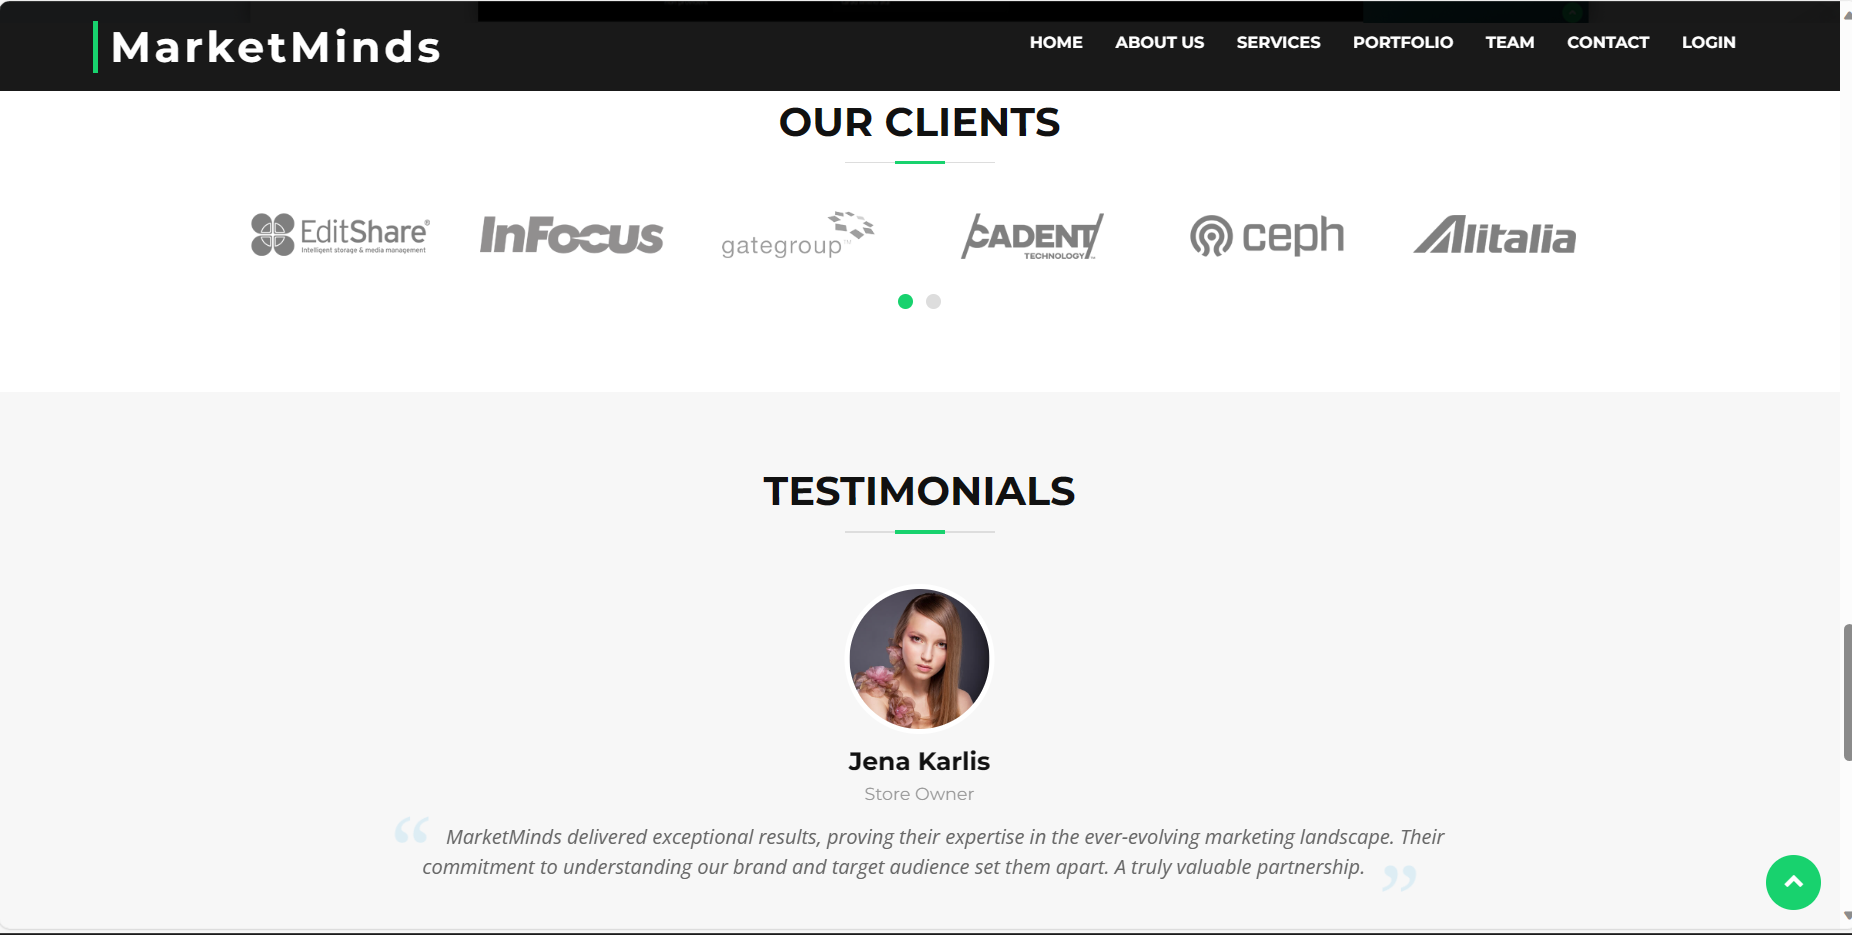 MarketMinds
HOME ABOUT US SERVICES PORTFOLIO TEAM CONTACT LOGIN
OUR CLIENTS
EditShare®
Intelligent storage & media management
InFocus
gategroup™
CADENT
TECHNOLOGY™
ceph
Alitalia
TESTIMONIALS
Jena Karlis
Store Owner
“ MarketMinds delivered exceptional results, proving their expertise in the ever-evolving marketing landscape. Their
commitment to understanding our brand and target audience set them apart. A truly valuable partnership. ”